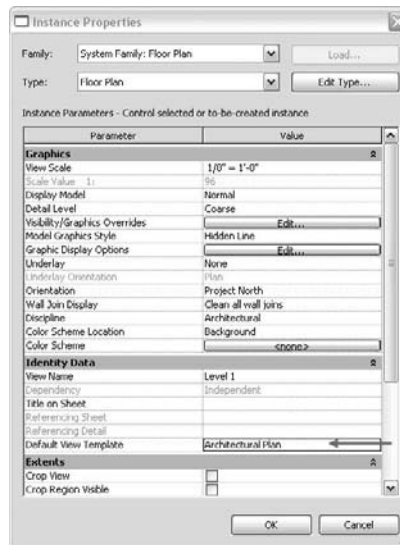 Instance Properties
Family: System Family: Floor Plan Load...
Type: Floor Plan Edit Type...
Instance Parameters - Control selected or to-be-created instance
Parameter Value
Graphics
View Scale 1/8" = 1'-0"
Scale Value 1: 96
Display Model Normal
Detail Level Coarse
Visibility/Graphics Overrides Edit...
Model Graphics Style Hidden Line
Graphic Display Options Edit...
Underlay None
Underlay Orientation Plan
Orientation Project North
Wall Join Display Clean all wall joins
Discipline Architectural
Color Scheme Location Background
Color Scheme <none>
Identity Data
View Name Level 1
Dependency Independent
Title on Sheet
Referencing Sheet
Referencing Detail
Default View Template Architectural Plan
Extents
Crop View
Crop Region Visible
OK Cancel